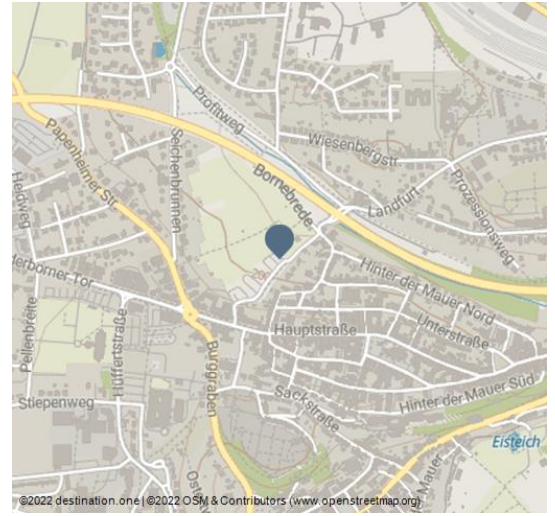 Profitweg
Wiesenbergstr
Papenheimer Str.
Seichenbrunnen
Bornebrede
Landfurt
Prozessionsweg
Heidweg
derborner Tor
Hinter der Mauer Nord
Hauptstraße
Unterstraße
Pellenbreite
Hüffertstraße
Burggraben
Stiepenweg
Sackstraße
Hinter der Mauer Süd
Eisteich
Mauer
©2022 destination.one | ©2022 OSM & Contributors (www.openstreetmap.org)